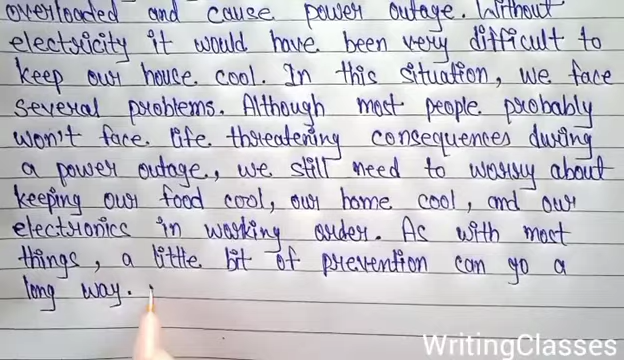 overloaded and cause power outage. Without
electricity it would have been very difficult to
keep our house cool. In this situation, we face
several problems. Although most people probably
won't face life threatening consequences during
a power outage, we still need to worry about
keeping our food cool, our home cool, and our
electronics in working order. As with most
things, a little bit of prevention can go a
long way.
WritingClasses